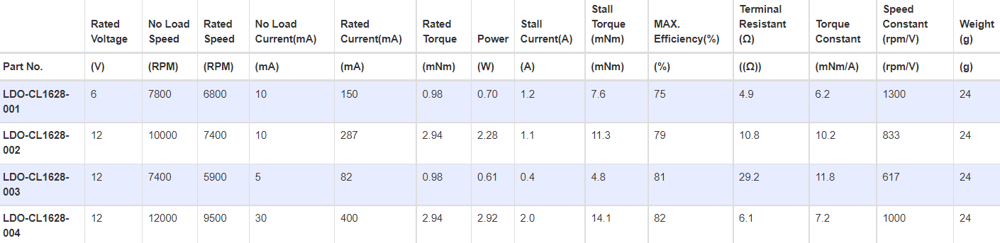 Rated Voltage No Load Speed Rated Speed No Load Current(mA) Rated Current(mA) Rated Torque Power Stall Current(A) Stall Torque (mNm) MAX. Efficiency(%) Terminal Resistant (Ω) Torque Constant Speed Constant (rpm/V) Weight (g)
Part No. (V) (RPM) (RPM) (mA) (mA) (mNm) (W) (A) (mNm) (%) ((Ω)) (mNm/A) (rpm/V) (g)
LDO-CL1628-001 6 7800 6800 10 150 0.98 0.70 1.2 7.6 75 4.9 6.2 1300 24
LDO-CL1628-002 12 10000 7400 10 287 2.94 2.28 1.1 11.3 79 10.8 10.2 833 24
LDO-CL1628-003 12 7400 5900 5 82 0.98 0.61 0.4 4.8 81 29.2 11.8 617 24
LDO-CL1628-004 12 12000 9500 30 400 2.94 2.92 2.0 14.1 82 6.1 7.2 1000 24